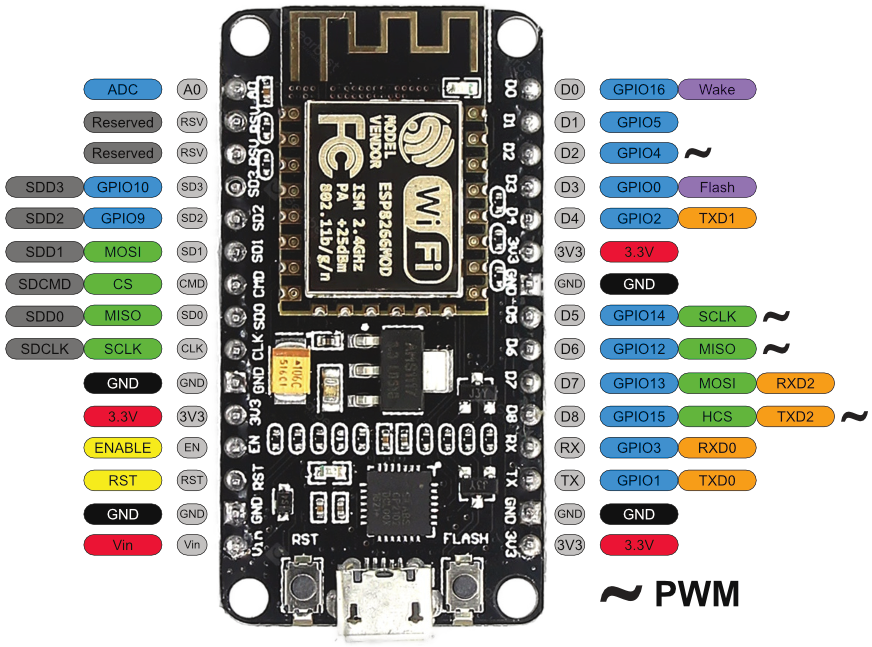 ADC A0
Reserved RSV
Reserved RSV
SDD3 GPIO10 SD3
SDD2 GPIO9 SD2
SDD1 MOSI SD1
SDCMD CS CMD
SDD0 MISO SD0
SDCLK SCLK CLK
GND GND
3.3V 3V3
ENABLE EN
RST RST
GND GND
Vin Vin
RSV
SD3
SD2
SD1
CMD
SD0
CLK
GND
3V3
EN
RST
GND
Vin
MODEL
VENDOR
ESP8266MOD
ISM 2.4GHz
PA +25dBm
802.11b/g/n
FC
Wi Fi
AMS1117
RST
FLASH
D0
D1
D2
D3
D4
3V3
GND
D5
D6
D7
D8
RX
TX
GND
3V3
D0 GPIO16 Wake
D1 GPIO5
D2 GPIO4 ~
D3 GPIO0 Flash
D4 GPIO2 TXD1
3V3 3.3V
GND GND
D5 GPIO14 SCLK ~
D6 GPIO12 MISO ~
D7 GPIO13 MOSI RXD2
D8 GPIO15 HCS TXD2 ~
RX GPIO3 RXD0
TX GPIO1 TXD0
GND GND
3V3 3.3V
~ PWM